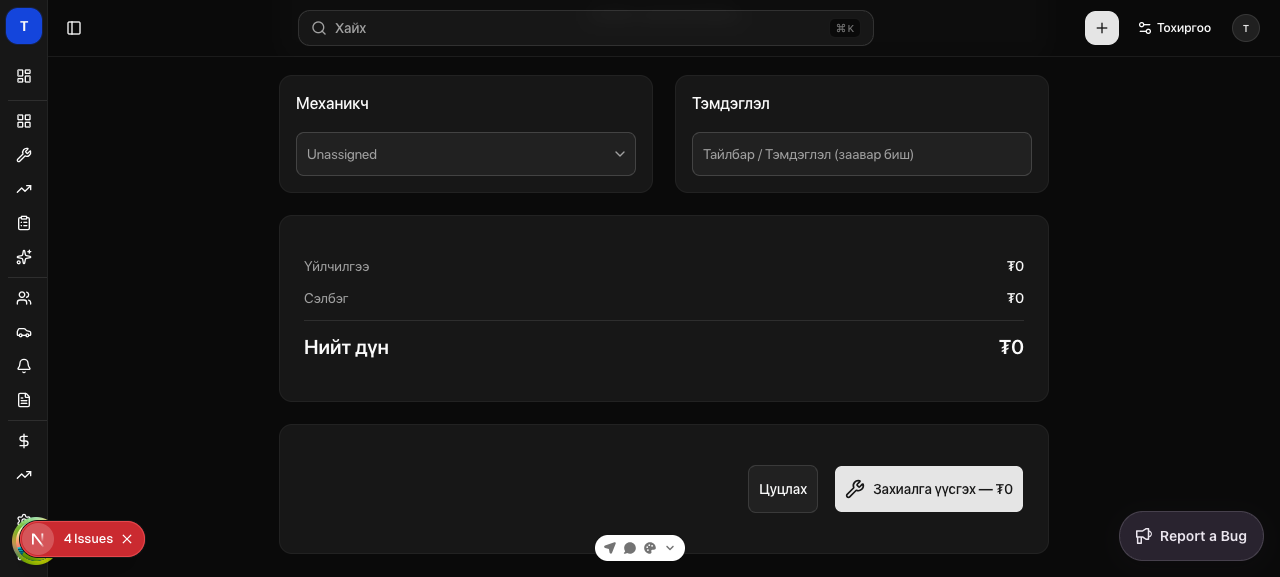 T
Хайх
⌘K
Тохиргоо
T
Механикч
Тэмдэглэл
Unassigned
Тайлбар / Тэмдэглэл (заавар биш)
Үйлчилгээ ₮0
Сэлбэг ₮0
Нийт дүн ₮0
Цуцлах
Захиалга үүсгэх — ₮0
N
4 Issues
Report a Bug